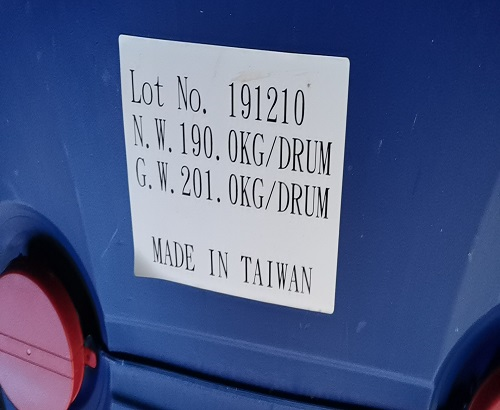 Lot No. 191210
N.W.190.0KG/DRUM
G.W.201.0KG/DRUM
MADE IN TAIWAN